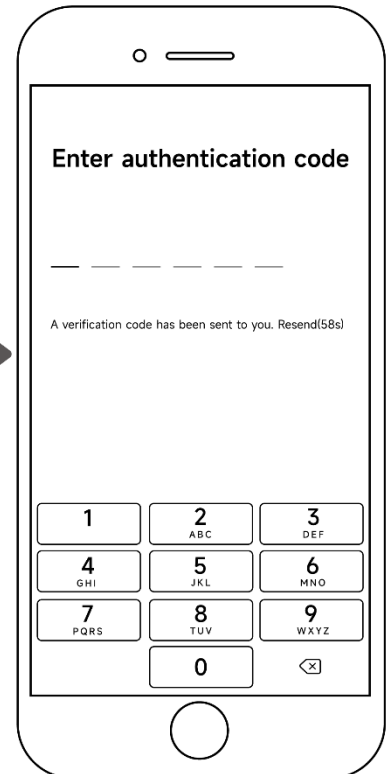 Enter authentication code
A verification code has been sent to you. Resend(58s)
1
2
ABC
3
DEF
4
GHI
5
JKL
6
MNO
7
PQRS
8
TUV
9
WXYZ
0